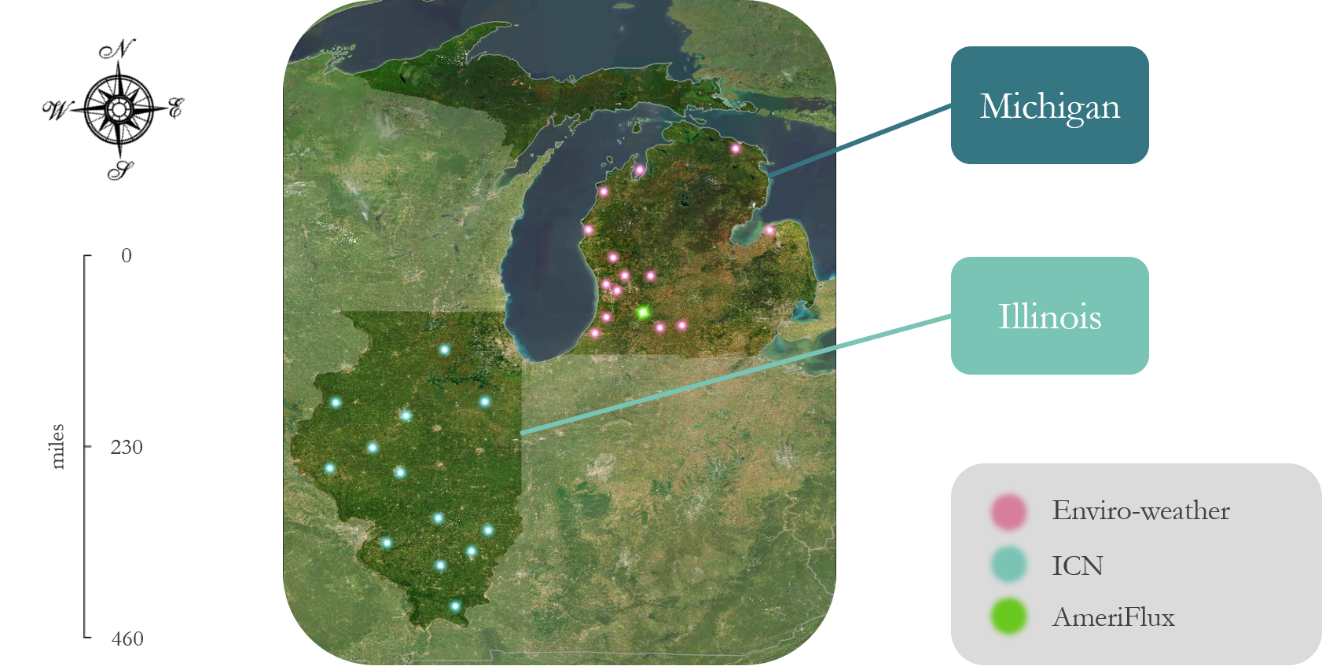 N
W
E
S
0
230
460
miles
Michigan
Illinois
Enviro-weather
ICN
AmeriFlux